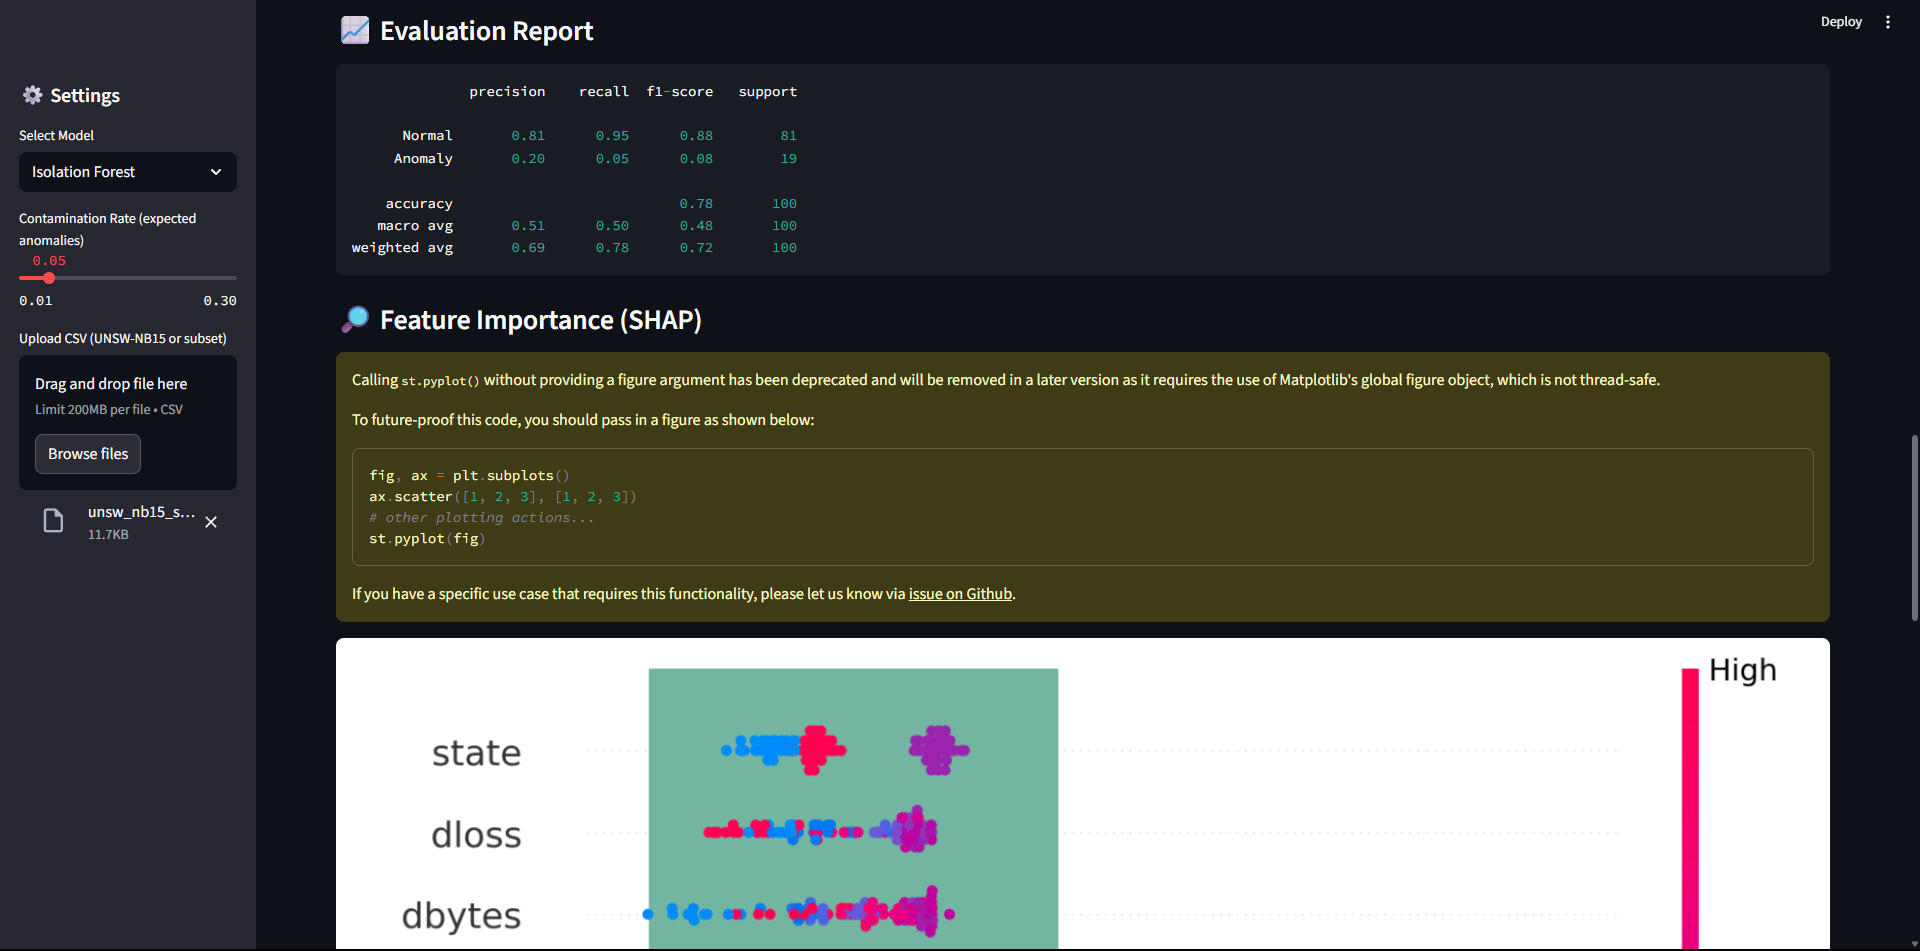 Deploy
Settings
Select Model
Isolation Forest
Contamination Rate (expected
anomalies)
0.05
0.01 0.30
Upload CSV (UNSW-NB15 or subset)
Drag and drop file here
Limit 200MB per file • CSV
Browse files
unsw_nb15_s...
11.7KB
Evaluation Report
precision recall f1-score support
Normal 0.81 0.95 0.88 81
Anomaly 0.20 0.05 0.08 19
accuracy 0.78 100
macro avg 0.51 0.50 0.48 100
weighted avg 0.69 0.78 0.72 100
Feature Importance (SHAP)
Calling st.pyplot() without providing a figure argument has been deprecated and will be removed in a later version as it requires the use of Matplotlib's global figure object, which is not thread-safe.
To future-proof this code, you should pass in a figure as shown below:
fig, ax = plt.subplots()
ax.scatter([1, 2, 3], [1, 2, 3])
# other plotting actions...
st.pyplot(fig)
If you have a specific use case that requires this functionality, please let us know via issue on Github.
High
state
dloss
dbytes